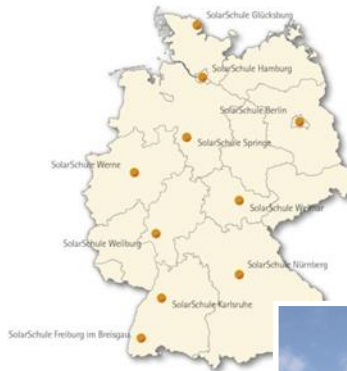 SolarSchule Glücksburg
SolarSchule Hamburg
SolarSchule Berlin
SolarSchule Springe
SolarSchule Werne
SolarSchule Weimar
SolarSchule Weilburg
SolarSchule Nürnberg
SolarSchule Karlsruhe
SolarSchule Freiburg im Breisgau